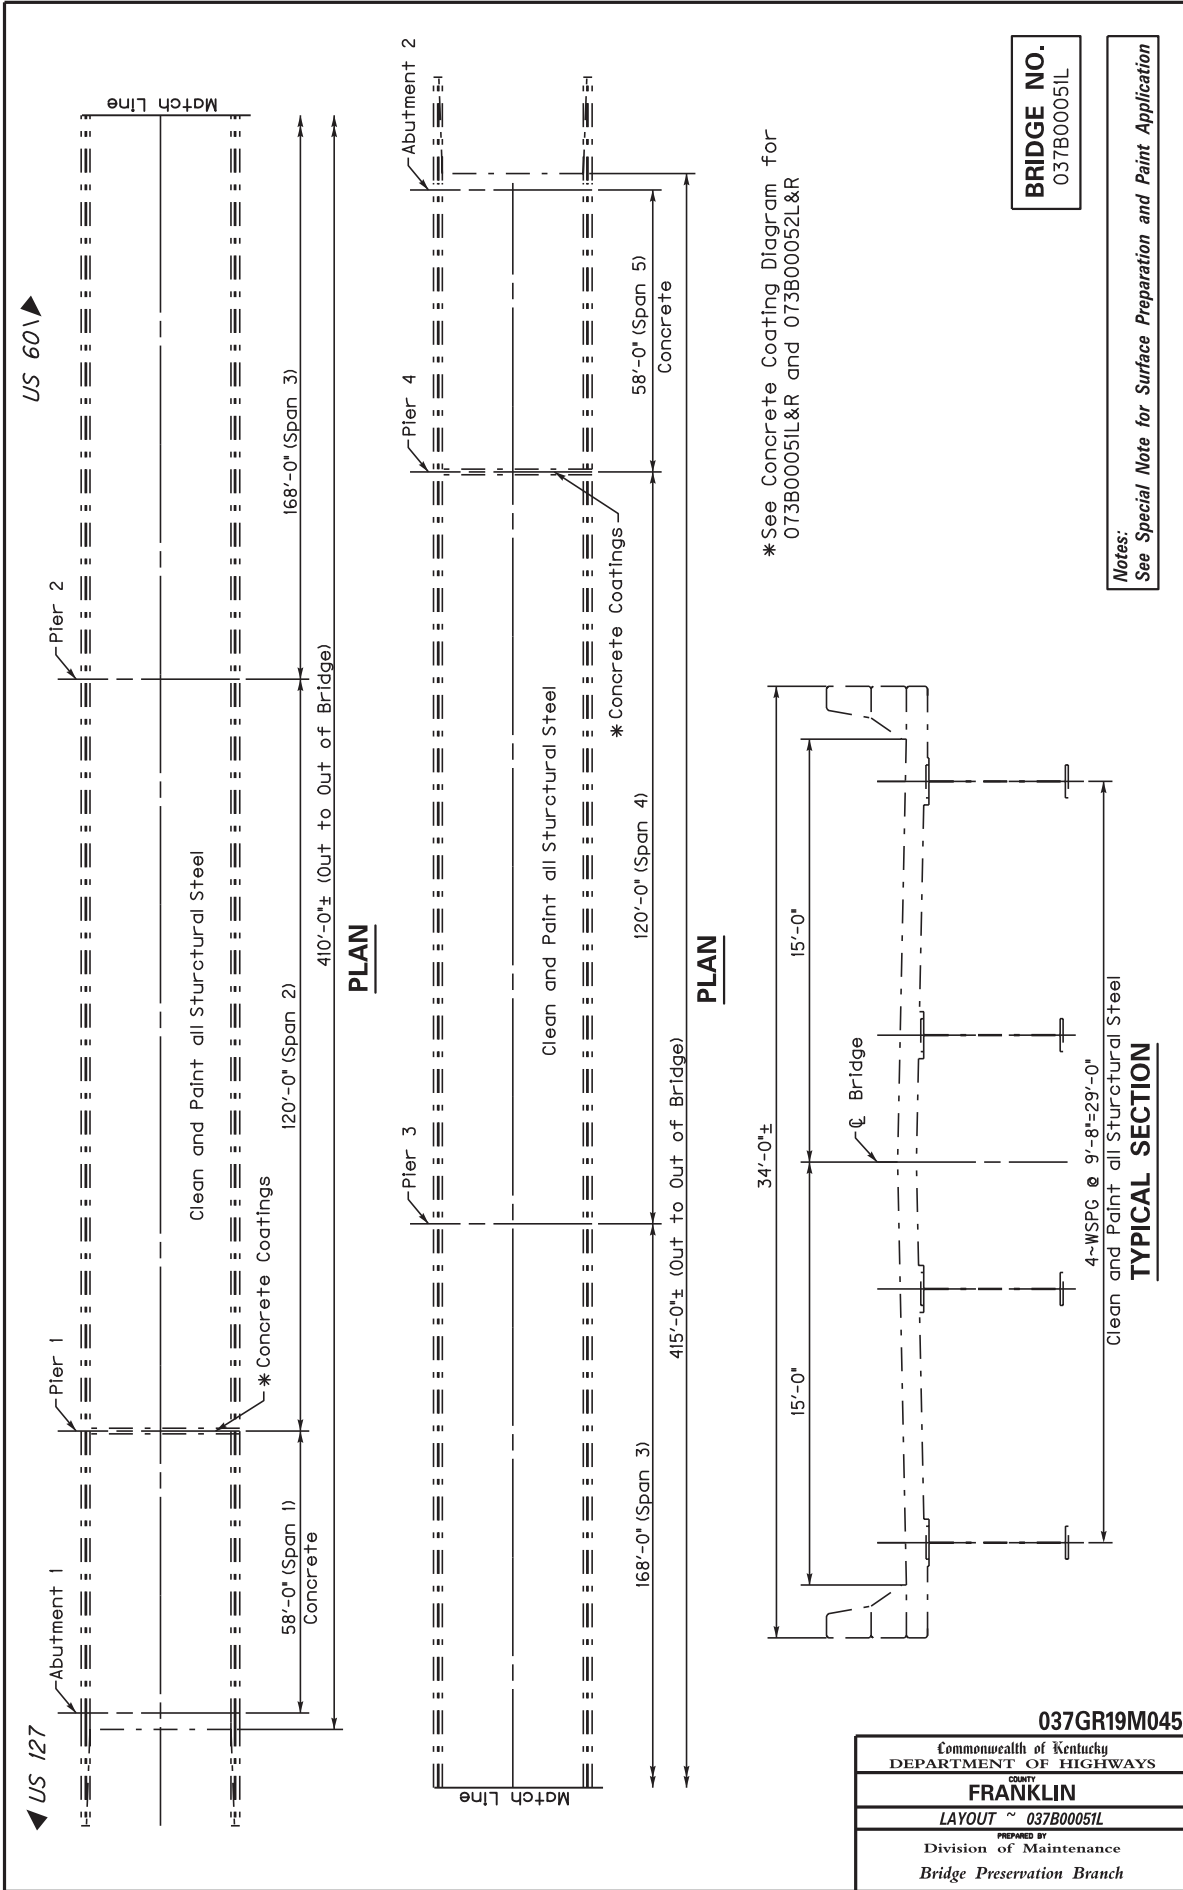 US 127
US 60\
Abutment 1
Pier 1
Pier 2
Match Line
Clean and Paint all Sturctural Steel
*Concrete Coatings
58'-0" (Span 1)
Concrete
120'-0" (Span 2)
168'-0" (Span 3)
410'-0"± (Out to Out of Bridge)
PLAN
Match Line
Pier 3
Pier 4
Abutment 2
Clean and Paint all Sturctural Steel
*Concrete Coatings
168'-0" (Span 3)
120'-0" (Span 4)
58'-0" (Span 5)
Concrete
415'-0"± (Out to Out of Bridge)
PLAN
34'-0"±
15'-0"
15'-0"
℄ Bridge
4~WSPG @ 9'-8"=29'-0"
Clean and Paint all Sturctural Steel
TYPICAL SECTION
*See Concrete Coating Diagram for
073B00051L&R and 073B00052L&R
BRIDGE NO.
037B00051L
Notes:
See Special Note for Surface Preparation and Paint Application
037GR19M045
Commonwealth of Kentucky
DEPARTMENT OF HIGHWAYS
COUNTY
FRANKLIN
LAYOUT ~ 037B00051L
PREPARED BY
Division of Maintenance
Bridge Preservation Branch